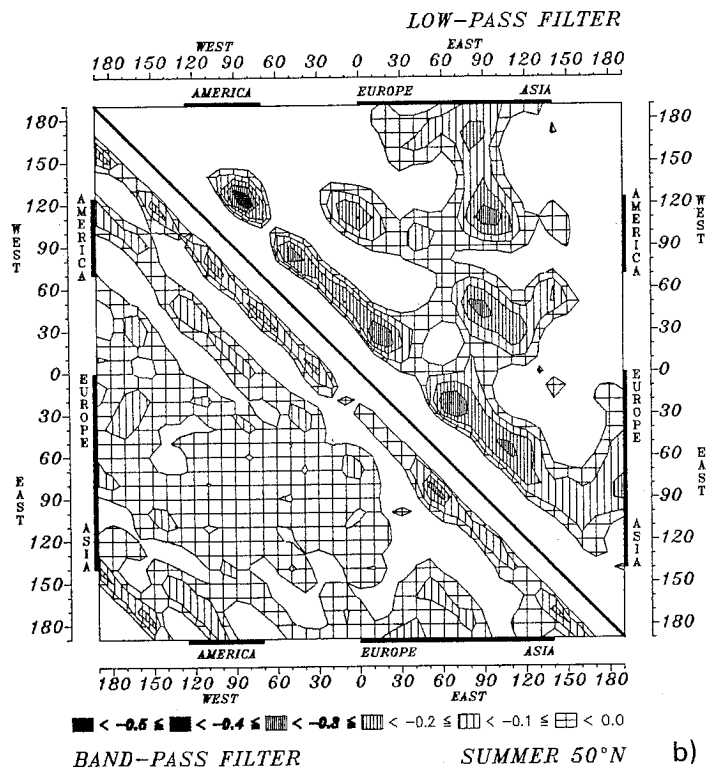 LOW-PASS FILTER
WEST EAST
180 150 120 90 60 30 0 30 60 90 120 150 180
AMERICA EUROPE ASIA
180
150
120
90
60
30
0
30
60
90
120
150
180
WEST
EAST
AMERICA
EUROPE
ASIA
180
150
120
90
60
30
0
30
60
90
120
150
180
WEST
EAST
AMERICA
EUROPE
ASIA
AMERICA EUROPE ASIA
180 150 120 90 60 30 0 30 60 90 120 150 180
WEST EAST
< -0.5 ≤ < -0.4 ≤ < -0.3 ≤ < -0.2 ≤ < -0.1 ≤ < 0.0
BAND-PASS FILTER SUMMER 50°N b)